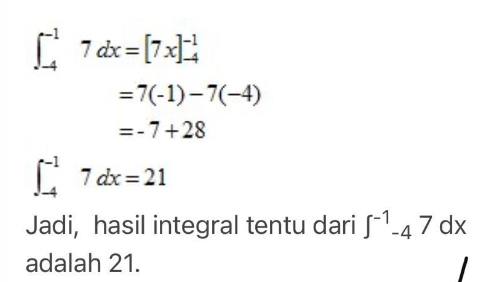 ∫₋₄⁻¹ 7 dx = [7x]₋₄⁻¹
= 7(-1) – 7(–4)
= - 7 + 28
∫₋₄⁻¹ 7 dx = 21
Jadi, hasil integral tentu dari ∫⁻¹₋₄ 7 dx
adalah 21.